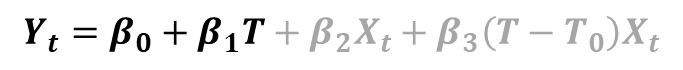 Yₜ = β₀ + β₁T + β₂Xₜ + β₃(T − T₀)Xₜ